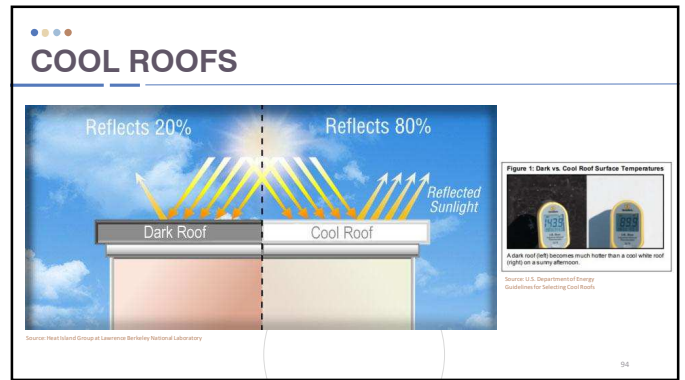 COOL ROOFS
Reflects 20%
Reflects 80%
Reflected
Sunlight
Dark Roof
Cool Roof
Source: Heat Island Group at Lawrence Berkeley National Laboratory
Figure 1: Dark vs. Cool Roof Surface Temperatures
A dark roof (left) becomes much hotter than a cool white roof
(right) on a sunny afternoon.
Source: U.S. Department of Energy
Guidelines for Selecting Cool Roofs
94